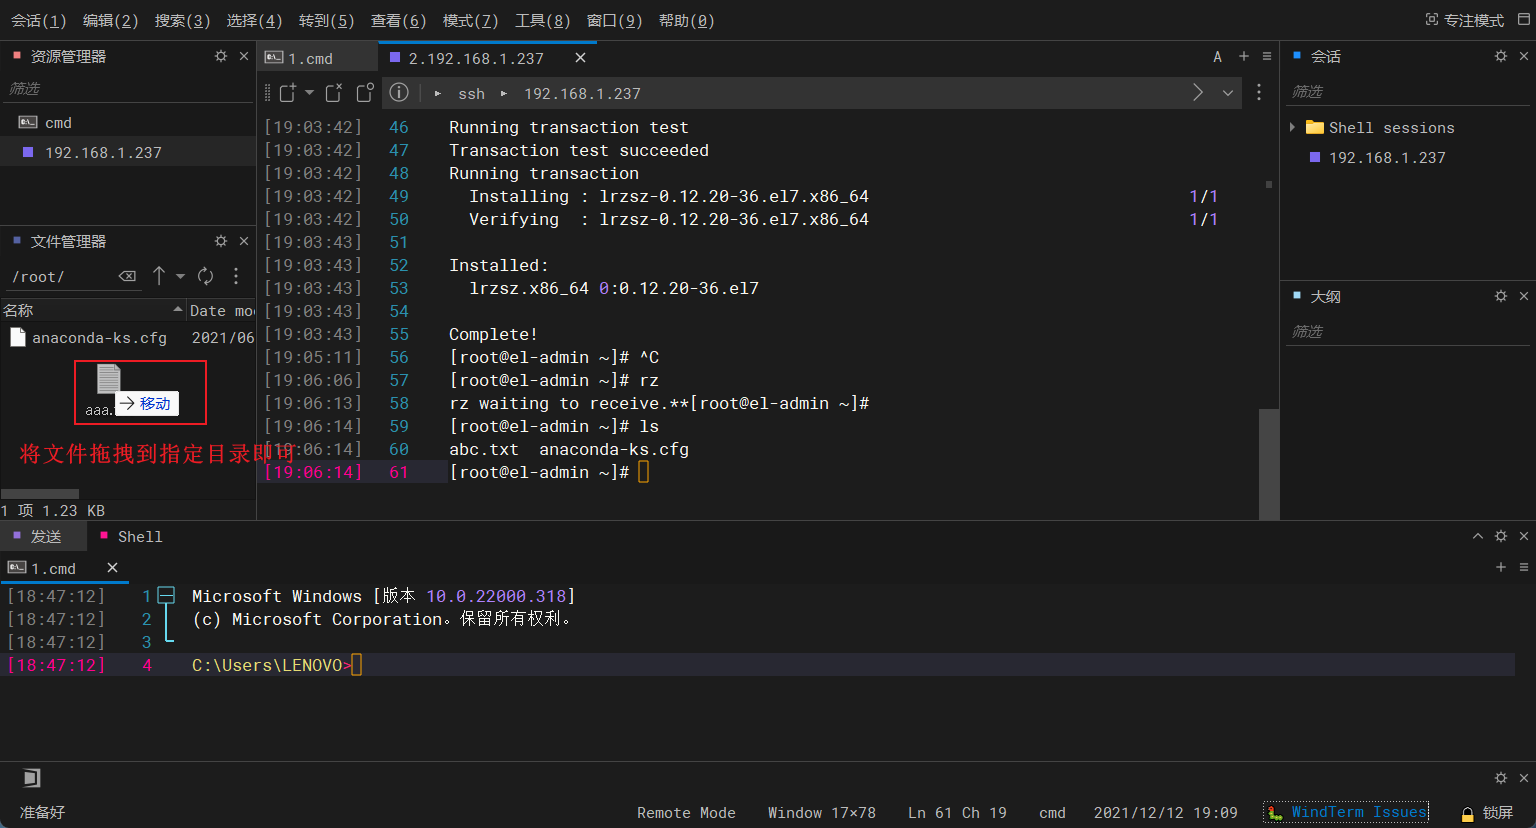 会话(1) 编辑(2) 搜索(3) 选择(4) 转到(5) 查看(6) 模式(7) 工具(8) 窗口(9) 帮助(0) 专注模式
资源管理器
筛选
cmd
192.168.1.237
文件管理器
/root/
名称 Date mo
anaconda-ks.cfg 2021/06
aaa. 移动
将文件拖拽到指定目录即可
1 项 1.23 KB
1.cmd 2.192.168.1.237 A
ssh 192.168.1.237
[19:03:42] 46 Running transaction test
[19:03:42] 47 Transaction test succeeded
[19:03:42] 48 Running transaction
[19:03:42] 49 Installing : lrzsz-0.12.20-36.el7.x86_64 1/1
[19:03:42] 50 Verifying  : lrzsz-0.12.20-36.el7.x86_64 1/1
[19:03:43] 51
[19:03:43] 52 Installed:
[19:03:43] 53 lrzsz.x86_64 0:0.12.20-36.el7
[19:03:43] 54
[19:03:43] 55 Complete!
[19:05:11] 56 [root@el-admin ~]# ^C
[19:06:06] 57 [root@el-admin ~]# rz
[19:06:13] 58 rz waiting to receive.**[root@el-admin ~]#
[19:06:14] 59 [root@el-admin ~]# ls
[19:06:14] 60 abc.txt  anaconda-ks.cfg
[19:06:14] 61 [root@el-admin ~]#
会话
筛选
Shell sessions
192.168.1.237
大纲
筛选
发送 Shell
1.cmd
[18:47:12] 1 Microsoft Windows [版本 10.0.22000.318]
[18:47:12] 2 (c) Microsoft Corporation。保留所有权利。
[18:47:12] 3
[18:47:12] 4 C:\Users\LENOVO>
准备好 Remote Mode Window 17×78 Ln 61 Ch 19 cmd 2021/12/12 19:09 WindTerm Issues 锁屏